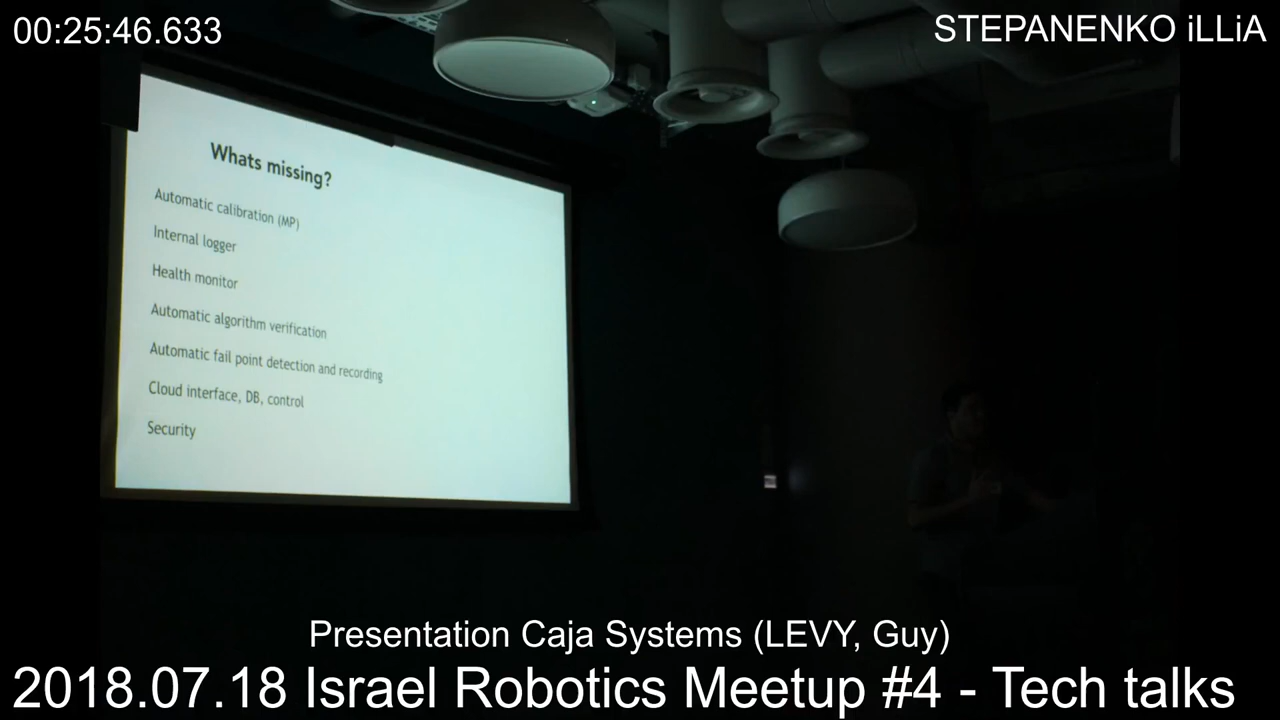 00:25:46.633
STEPANENKO iLLiA
Whats missing?
Automatic calibration (MP)
Internal logger
Health monitor
Automatic algorithm verification
Automatic fail point detection and recording
Cloud interface, DB, control
Security
Presentation Caja Systems (LEVY, Guy)
2018.07.18 Israel Robotics Meetup #4 - Tech talks